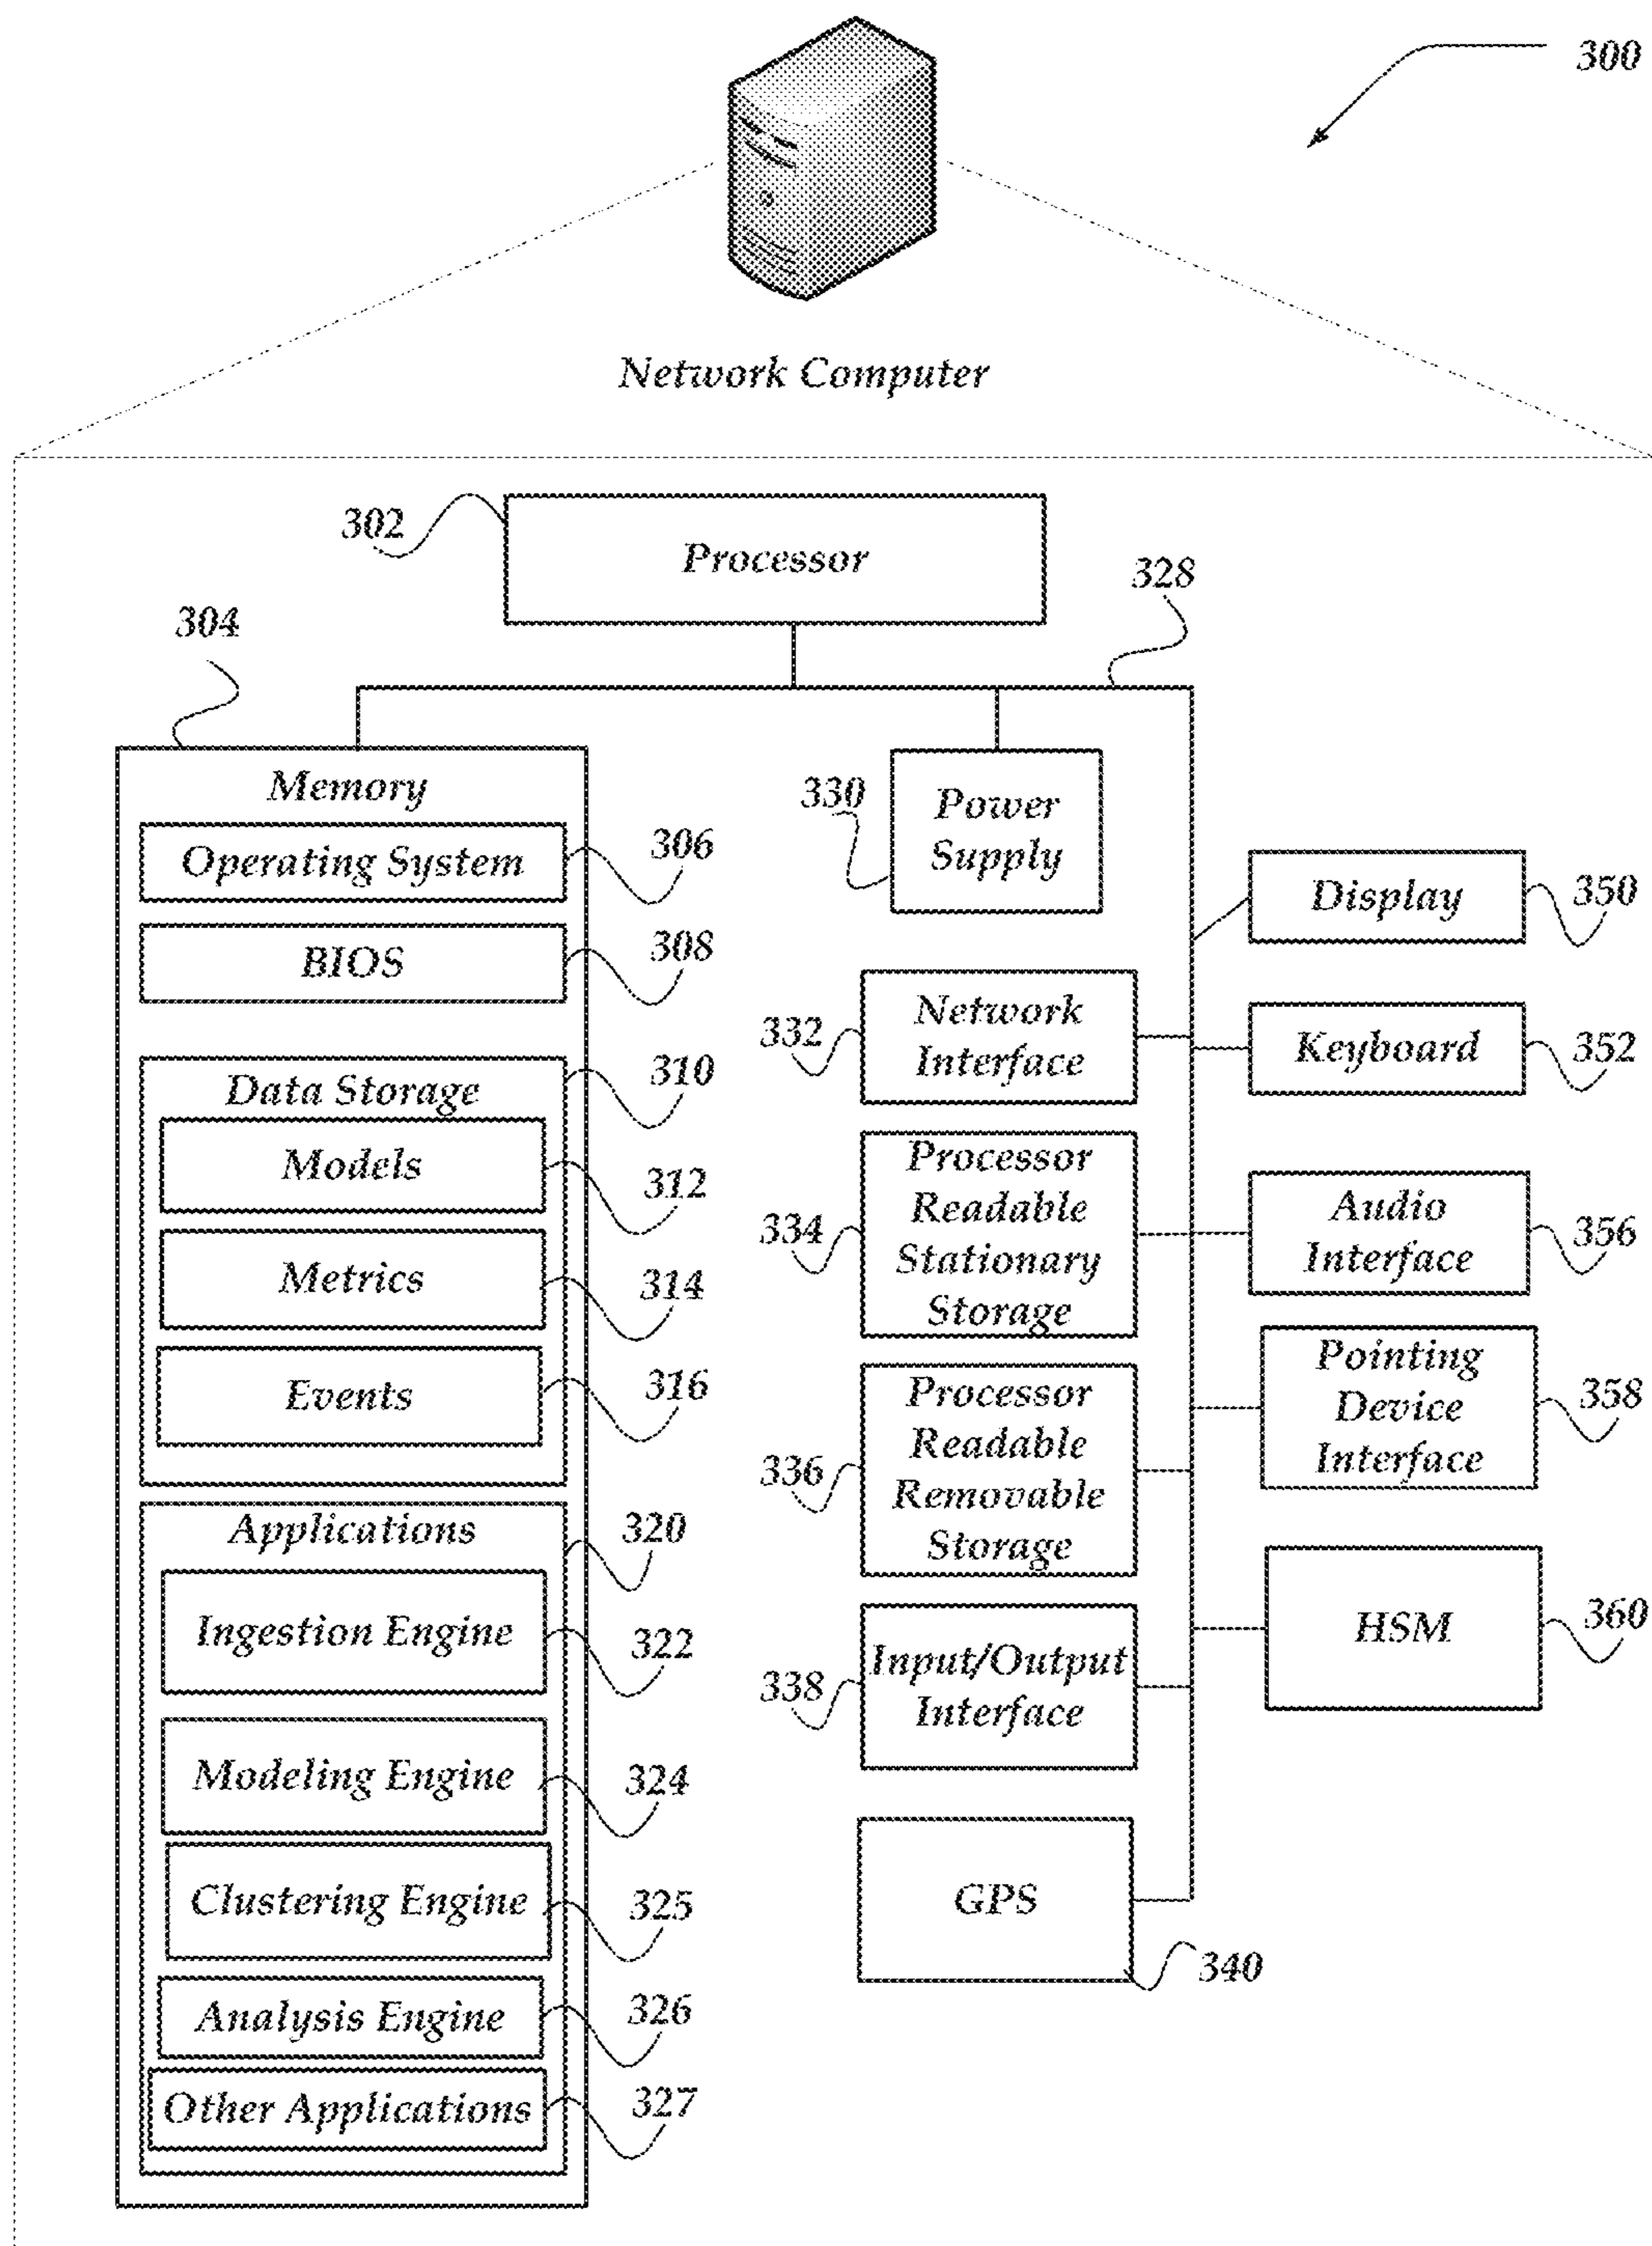 300
Network Computer
302
Processor
328
304
Memory
Operating System
306
BIOS
308
Data Storage
310
Models
312
Metrics
314
Events
316
Applications
320
Ingestion Engine
322
Modeling Engine
324
Clustering Engine
325
Analysis Engine
326
Other Applications
327
330
Power
Supply
332
Network
Interface
334
Processor
Readable
Stationary
Storage
336
Processor
Readable
Removable
Storage
338
Input/Output
Interface
GPS
340
Display
350
Keyboard
352
Audio
Interface
356
Pointing
Device
Interface
358
HSM
360